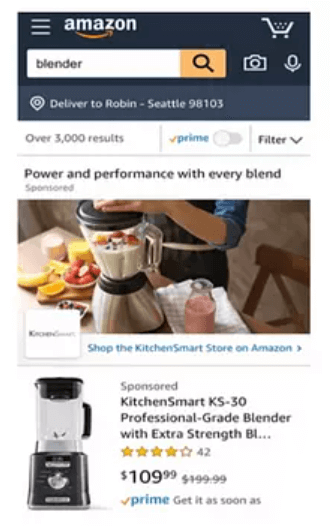 amazon
blender
Deliver to Robin - Seattle 98103
Over 3,000 results
prime
Filter
Power and performance with every blend
Sponsored
KitchenSmart
Shop the KitchenSmart Store on Amazon >
Sponsored
KitchenSmart KS-30
Professional-Grade Blender
with Extra Strength Bl...
42
$109⁹⁹ $199.99
prime Get it as soon as